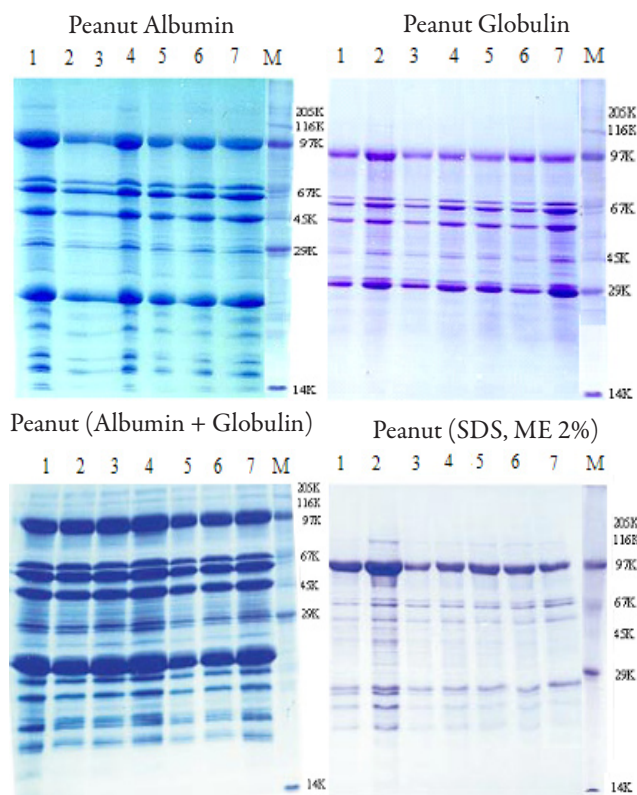 Peanut Albumin
1 2 3 4 5 6 7 M
205K
116K
97K
67K
45K
29K
14K
Peanut Globulin
1 2 3 4 5 6 7 M
205K
116K
97K
67K
45K
29K
14K
Peanut (Albumin + Globulin)
1 2 3 4 5 6 7 M
205K
116K
97K
67K
45K
29K
14K
Peanut (SDS, ME 2%)
1 2 3 4 5 6 7 M
205K
116K
97K
67K
45K
29K
14K